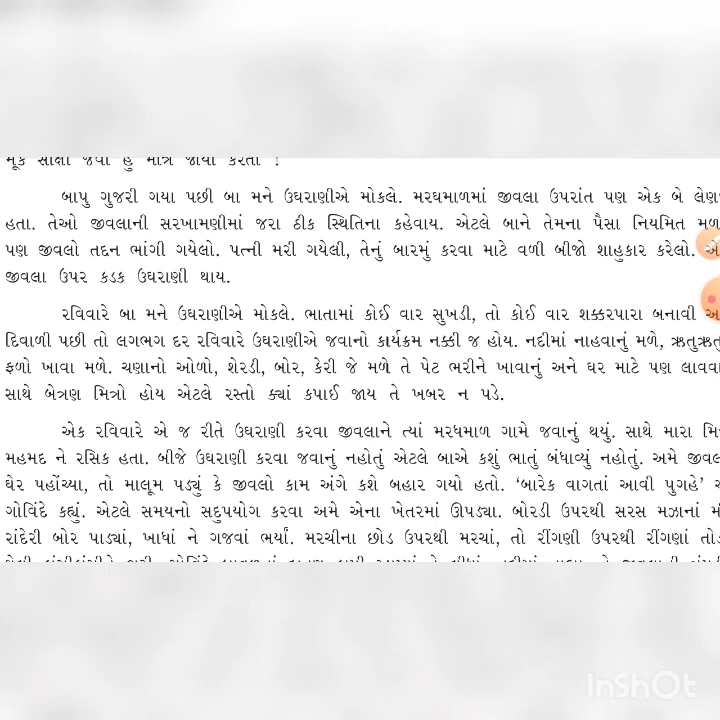 મૂક સાક્ષી જેવો હું માત્ર જોયા કરતો !
બાપુ ગુજરી ગયા પછી બા મને ઉઘરાણીએ મોકલે. મરઘમાળમાં જીવલા ઉપરાંત પણ એક બે
હતા. તેઓ જીવલાની સરખામણીમાં જરા ઠીક સ્થિતિના કહેવાય. એટલે બાને તેમના પૈસા નિયમિત
પણ જીવલો તદ્દન ભાંગી ગયેલો. પત્ની મરી ગયેલી, તેનું બારમું કરવા માટે વળી બીજો શાહુકાર કરેલો.
જીવલા ઉપર કડક ઉઘરાણી થાય.
રવિવારે બા મને ઉઘરાણીએ મોકલે. ભાતામાં કોઈ વાર સુખડી, તો કોઈ વાર શક્કરપારા બનાવી
દિવાળી પછી તો લગભગ દર રવિવારે ઉઘરાણીએ જવાનો કાર્યક્રમ નક્કી જ હોય. નદીમાં નાહવાનું મળે,
ફળો ખાવા મળે. ચણાનો ઓળો, શેરડી, બોર, કેરી જે મળે તે પેટ ભરીને ખાવાનું અને ઘર માટે પણ
સાથે બેત્રણ મિત્રો હોય એટલે રસ્તો ક્યાં કપાઈ જાય તે ખબર ન પડે.
એક રવિવારે એ જ રીતે ઉઘરાણી કરવા જીવલાને ત્યાં મરધમાળ ગામે જવાનું થયું. સાથે મારા
મહમદ ને રસિક હતા. બીજે ઉઘરાણી કરવા જવાનું નહોતું એટલે બાએ કશું ભાતું બંધાવ્યું નહોતું. અમે
ઘેર પહોંચ્યા, તો માલૂમ પડ્યું કે જીવલો કામ અંગે કશે બહાર ગયો હતો. ‘બારેક વાગતાં આવી પુગહે’
ગોવિંદે કહ્યું. એટલે સમયનો સદુપયોગ કરવા અમે એના ખેતરમાં ઊપડ્યા. બોરડી ઉપરથી સરસ મઝાનાં
રાંદેરી બોર પાડ્યાં, ખાધાં ને ગજવાં ભર્યાં. મરચીના છોડ ઉપરથી મરચાં, તો રીંગણી ઉપરથી રીંગણાં
InShOt